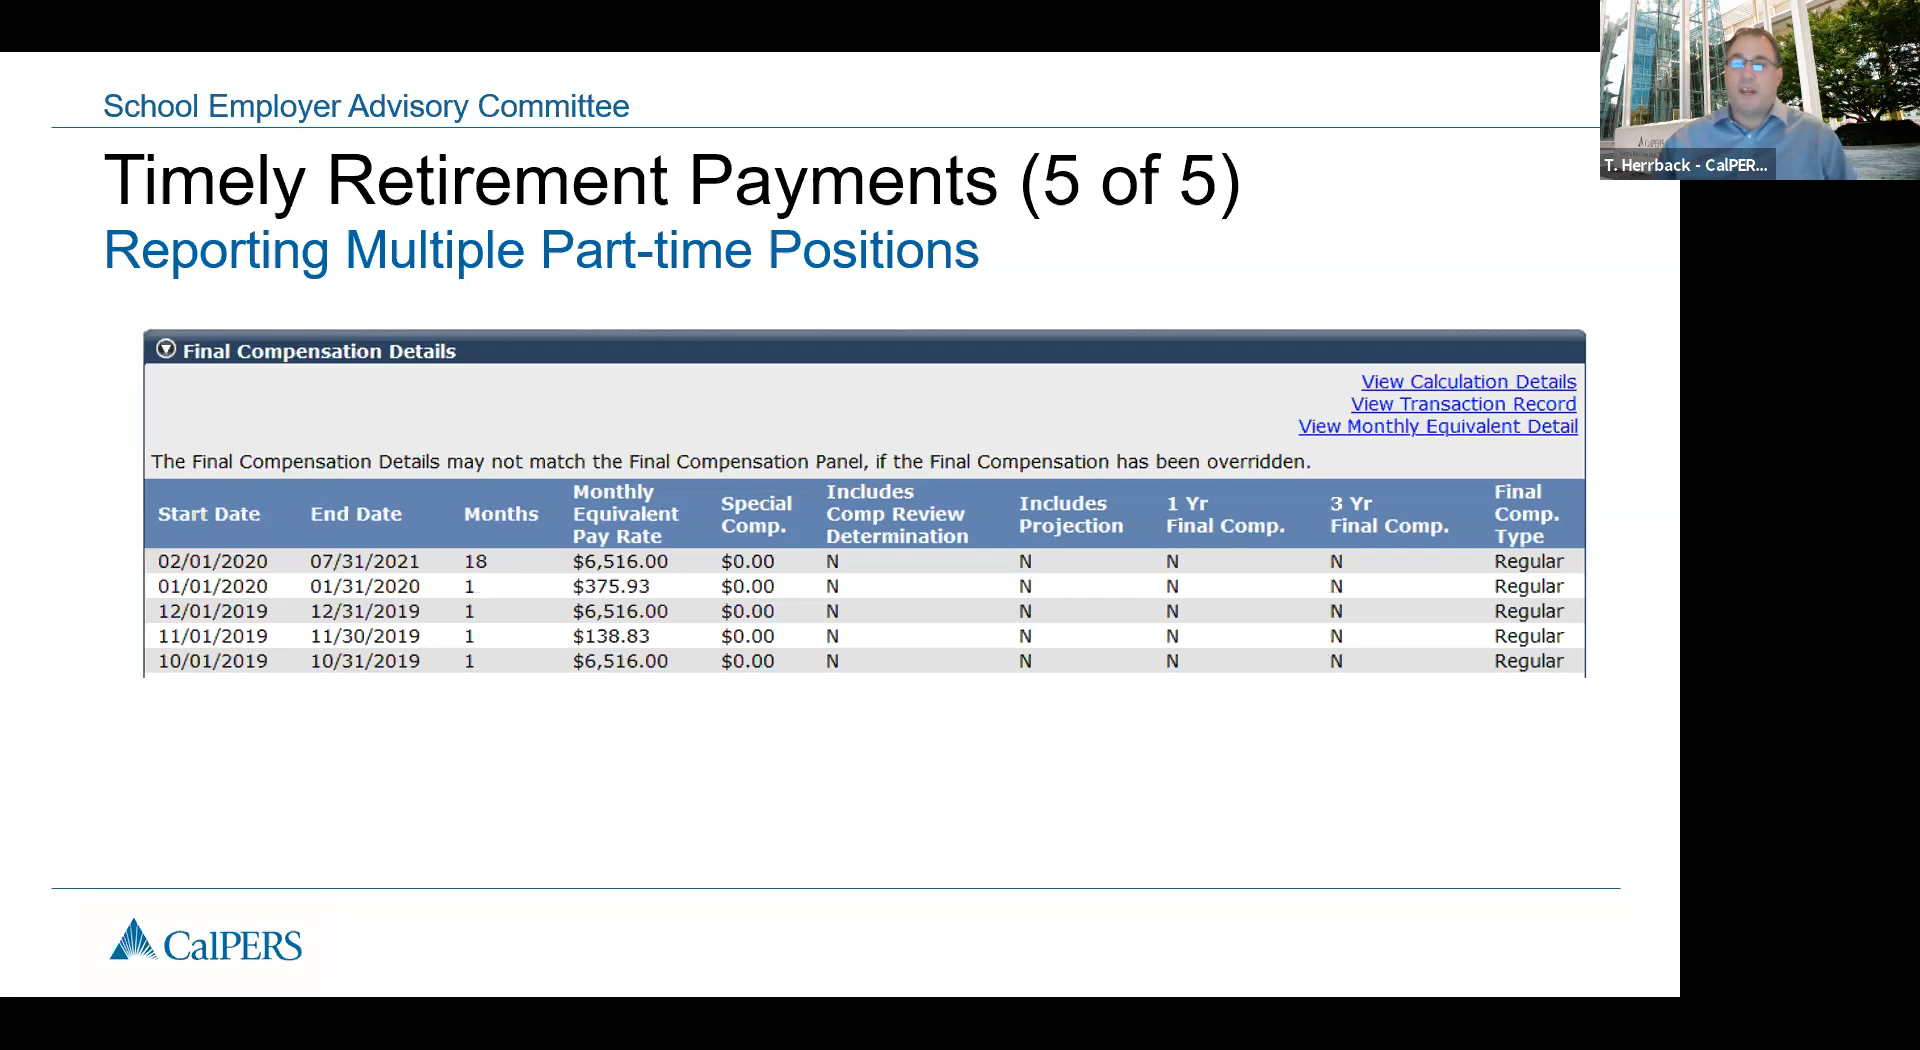 School Employer Advisory Committee
Timely Retirement Payments (5 of 5)
Reporting Multiple Part-time Positions
T. Herrback - CalPER...
Final Compensation Details
View Calculation Details
View Transaction Record
View Monthly Equivalent Detail
The Final Compensation Details may not match the Final Compensation Panel, if the Final Compensation has been overridden.
Start Date End Date Months Monthly Equivalent Pay Rate Special Comp. Includes Comp Review Determination Includes Projection 1 Yr Final Comp. 3 Yr Final Comp. Final Comp. Type
02/01/2020 07/31/2021 18 $6,516.00 $0.00 N N N N Regular
01/01/2020 01/31/2020 1 $375.93 $0.00 N N N N Regular
12/01/2019 12/31/2019 1 $6,516.00 $0.00 N N N N Regular
11/01/2019 11/30/2019 1 $138.83 $0.00 N N N N Regular
10/01/2019 10/31/2019 1 $6,516.00 $0.00 N N N N Regular
CalPERS